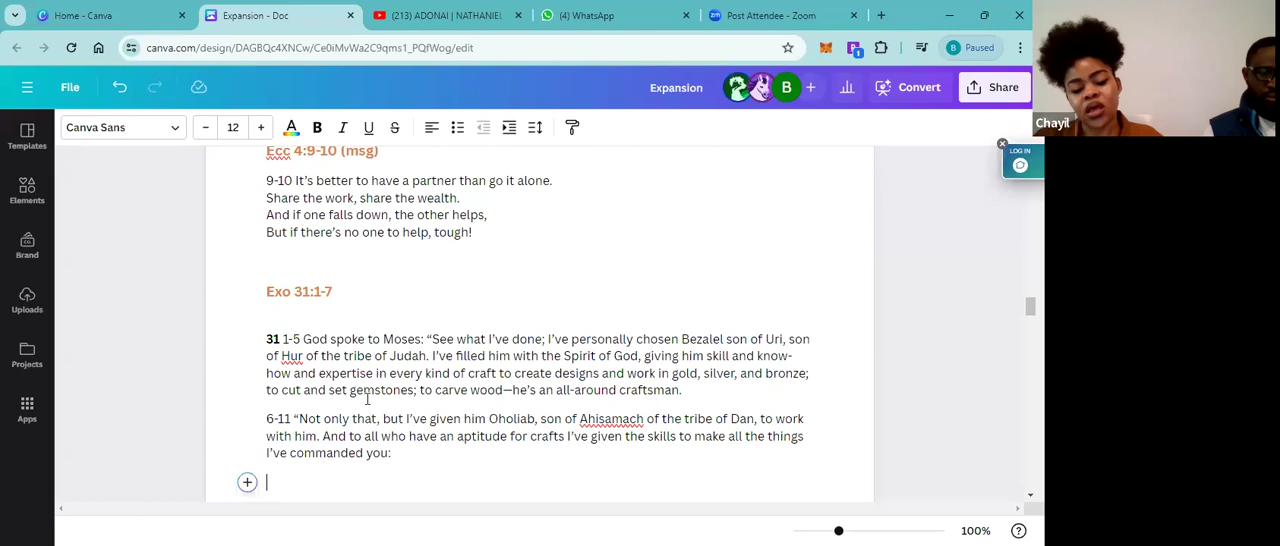 Home - Canva
Expansion - Doc
(213) ADONAI | NATHANIEL
(4) WhatsApp
Post Attendee - Zoom
canva.com/design/DAGBQc4XNCw/Ce0iMvWa2C9qms1_PQfWog/edit
1
B Paused
File
Expansion
B
Convert
Share
Canva Sans
12
A
B
I
U
S
Chayil
LOG IN
Templates
Elements
Brand
Uploads
Projects
Apps
Ecc 4:9-10 (msg)
9-10 It’s better to have a partner than go it alone.
Share the work, share the wealth.
And if one falls down, the other helps,
But if there’s no one to help, tough!
Exo 31:1-7
31 1-5 God spoke to Moses: “See what I’ve done; I’ve personally chosen Bezalel son of Uri, son
of Hur of the tribe of Judah. I’ve filled him with the Spirit of God, giving him skill and know-
how and expertise in every kind of craft to create designs and work in gold, silver, and bronze;
to cut and set gemstones; to carve wood—he’s an all-around craftsman.
6-11 “Not only that, but I’ve given him Oholiab, son of Ahisamach of the tribe of Dan, to work
with him. And to all who have an aptitude for crafts I’ve given the skills to make all the things
I’ve commanded you:
100%